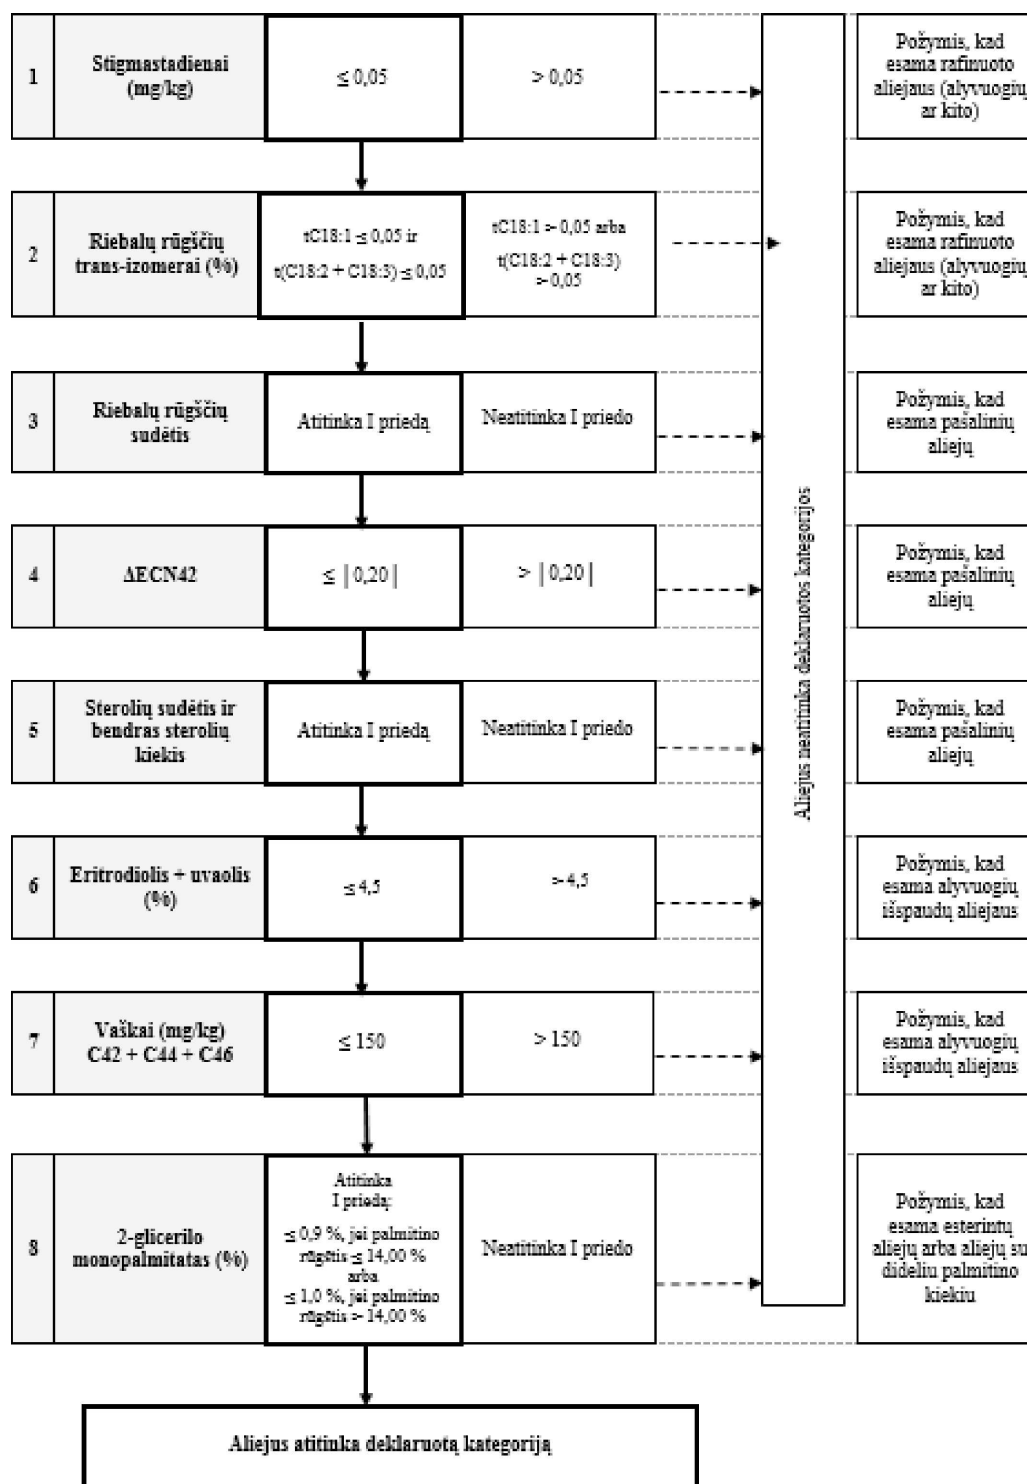 1
Stigmastadienai
(mg/kg)
≤ 0,05
> 0,05
Požymis, kad
esama rafinuoto
aliejaus (alyvuogių
ar kito)
2
Riebalų rūgščių
trans-izomerai (%)
tC18:1 ≤ 0,05 ir
t(C18:2 + C18:3) ≤ 0,05
tC18:1 > 0,05 arba
t(C18:2 + C18:3)
> 0,05
Požymis, kad
esama rafinuoto
aliejaus (alyvuogių
ar kito)
3
Riebalų rūgščių
sudėtis
Atitinka I priedą
Neatitinka I priedo
Požymis, kad
esama pašalinių
aliejų
4
ΔECN42
≤ | 0,20 |
> | 0,20 |
Požymis, kad
esama pašalinių
aliejų
Aliejus neatitinka deklaruotos kategorijos
5
Sterolių sudėtis ir
bendras sterolių
kiekis
Atitinka I priedą
Neatitinka I priedo
Požymis, kad
esama pašalinių
aliejų
6
Eritrodiolis + uvaolis
(%)
≤ 4,5
> 4,5
Požymis, kad
esama alyvuogių
išspaudų aliejaus
7
Vaškai (mg/kg)
C42 + C44 + C46
≤ 150
> 150
Požymis, kad
esama alyvuogių
išspaudų aliejaus
8
2-glicerilo
monopalmitatas (%)
Atitinka
I priedą:
≤ 0,9 %, jei palmitino
rūgštis ≤ 14,00 %
arba
≤ 1,0 %, jei palmitino
rūgštis > 14,00 %
Neatitinka I priedo
Požymis, kad
esama esterintų
aliejų arba aliejų su
dideliu palmitino
kiekiu
Aliejus atitinka deklaruotą kategoriją